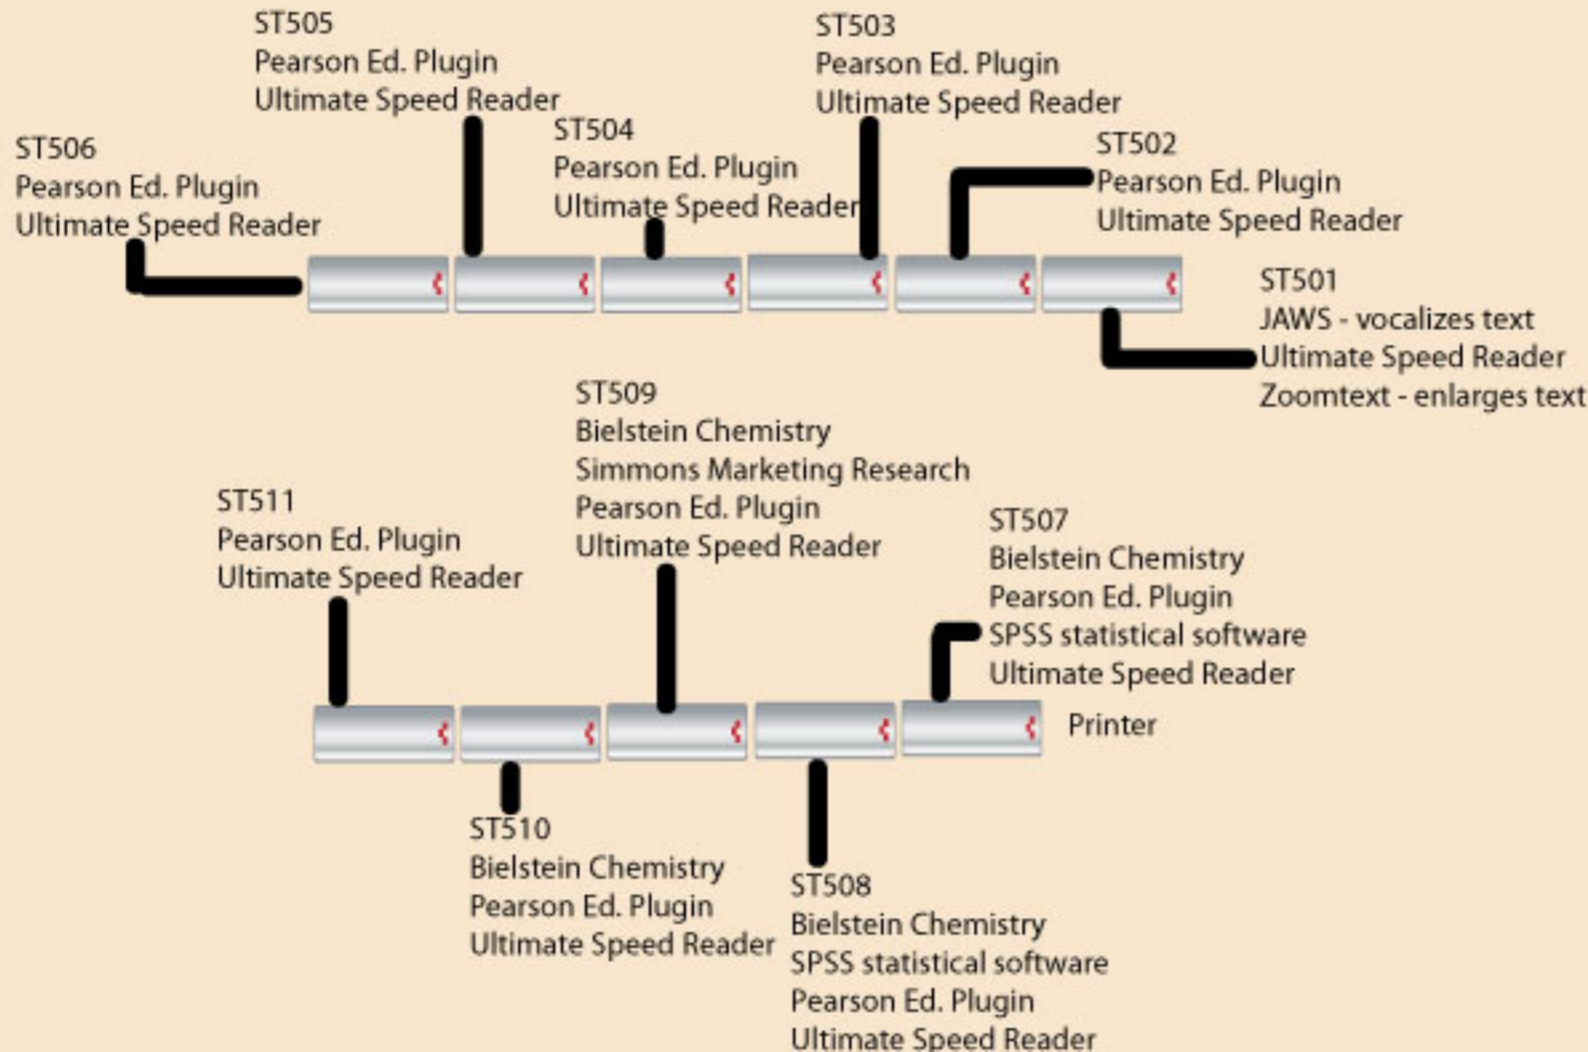 ST505
Pearson Ed. Plugin
Ultimate Speed Reader
ST503
Pearson Ed. Plugin
Ultimate Speed Reader
ST504
Pearson Ed. Plugin
Ultimate Speed Reader
ST502
Pearson Ed. Plugin
Ultimate Speed Reader
ST506
Pearson Ed. Plugin
Ultimate Speed Reader
ST501
JAWS - vocalizes text
Ultimate Speed Reader
Zoomtext - enlarges text
ST509
Bielstein Chemistry
Simmons Marketing Research
Pearson Ed. Plugin
Ultimate Speed Reader
ST511
Pearson Ed. Plugin
Ultimate Speed Reader
ST507
Bielstein Chemistry
Pearson Ed. Plugin
SPSS statistical software
Ultimate Speed Reader
Printer
ST510
Bielstein Chemistry
Pearson Ed. Plugin
Ultimate Speed Reader
ST508
Bielstein Chemistry
SPSS statistical software
Pearson Ed. Plugin
Ultimate Speed Reader